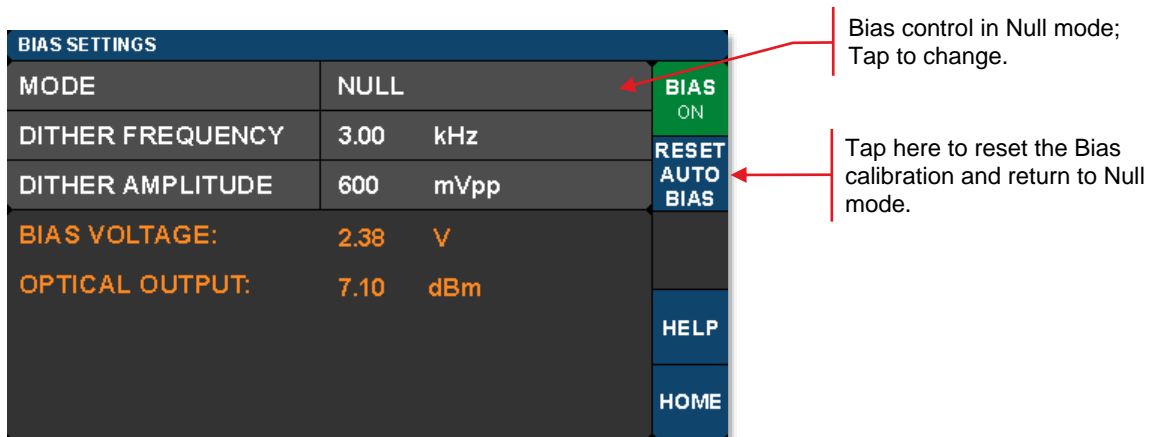 BIAS SETTINGS
MODE NULL
DITHER FREQUENCY 3.00 kHz
DITHER AMPLITUDE 600 mVpp
BIAS VOLTAGE: 2.38 V
OPTICAL OUTPUT: 7.10 dBm
BIAS
ON
RESET
AUTO
BIAS
HELP
HOME
Bias control in Null mode;
Tap to change.
Tap here to reset the Bias
calibration and return to Null
mode.